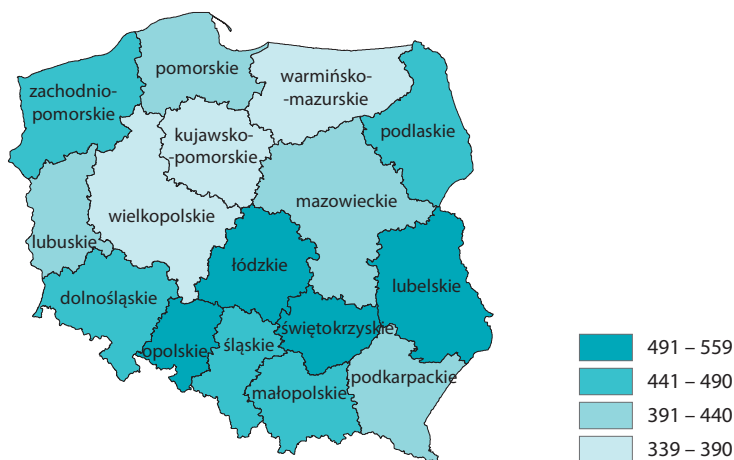 pomorskie
warmińsko-
-mazurskie
zachodnio-
-pomorskie
kujawsko-
-pomorskie
podlaskie
mazowieckie
wielkopolskie
lubuskie
łódzkie
lubelskie
dolnośląskie
świętokrzyskie
śląskie
opolskie
podkarpackie
małopolskie
491 – 559
441 – 490
391 – 440
339 – 390